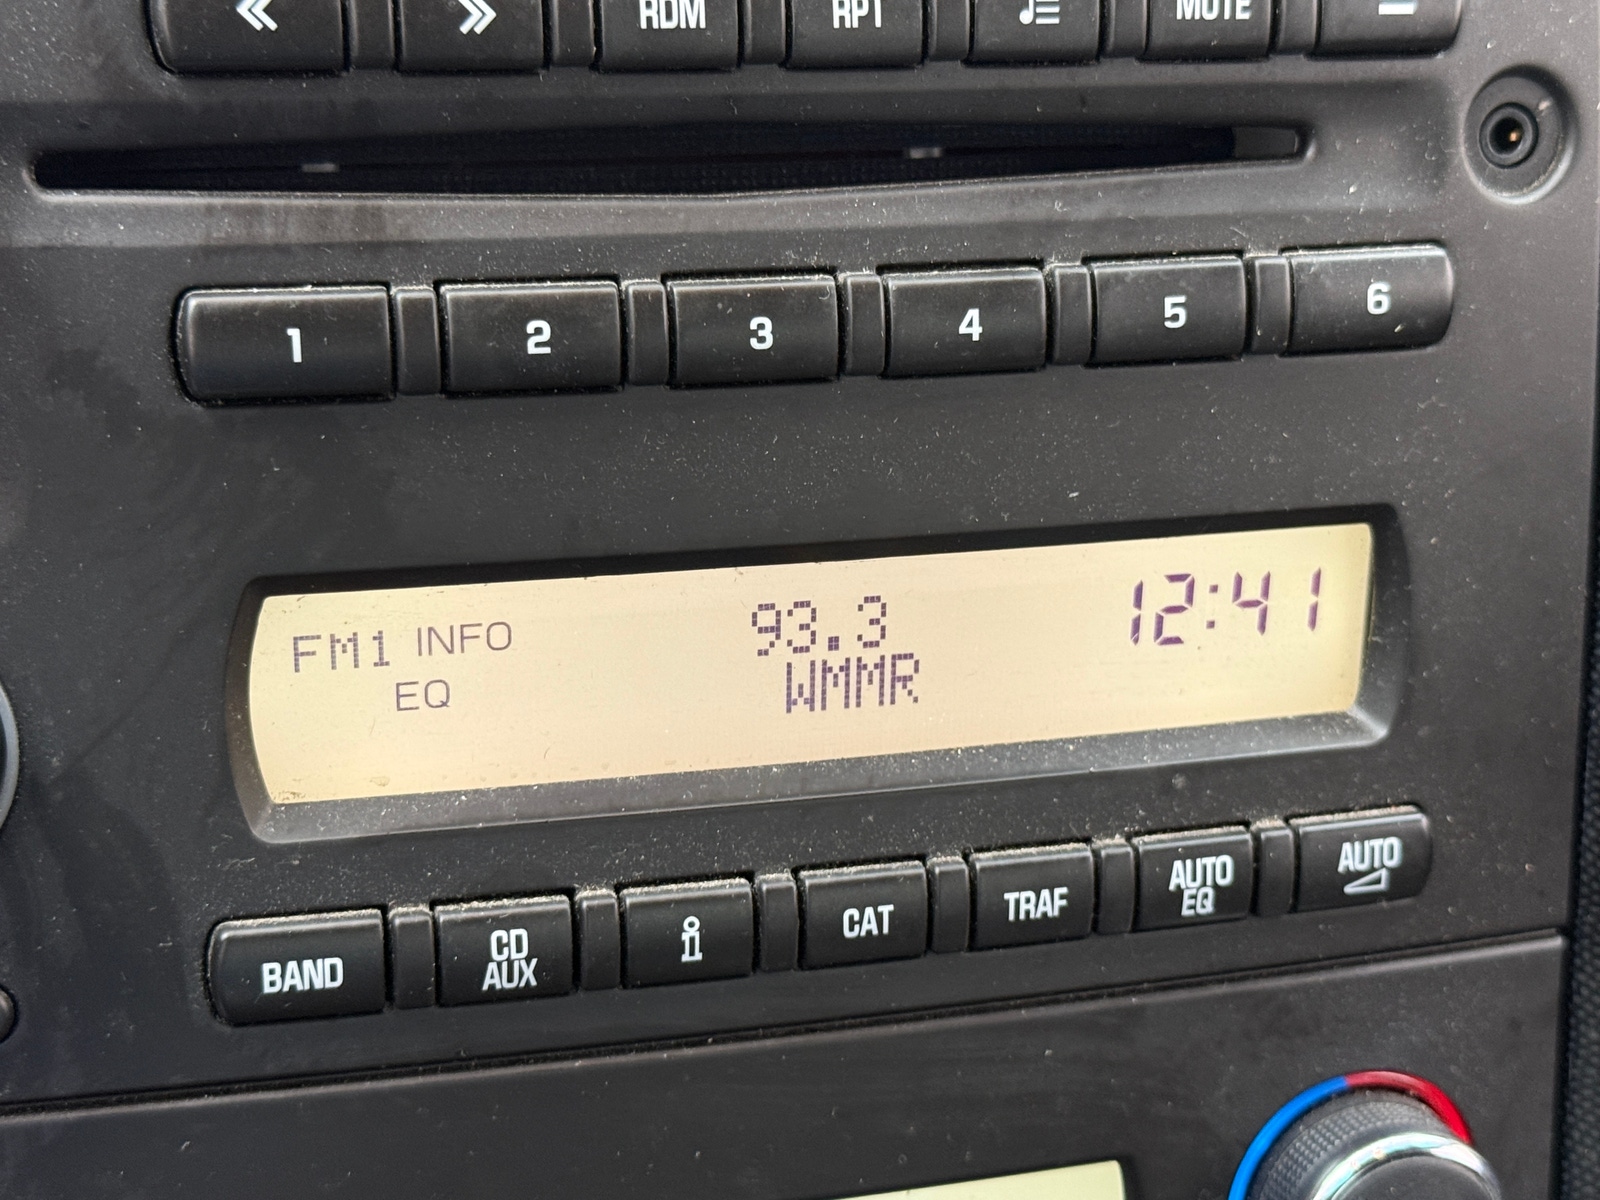 RDM RPT MUTE
1 2 3 4 5 6
FM1 INFO 93.3 12:41
EQ WMMR
BAND CD AUX i CAT TRAF AUTO EQ AUTO